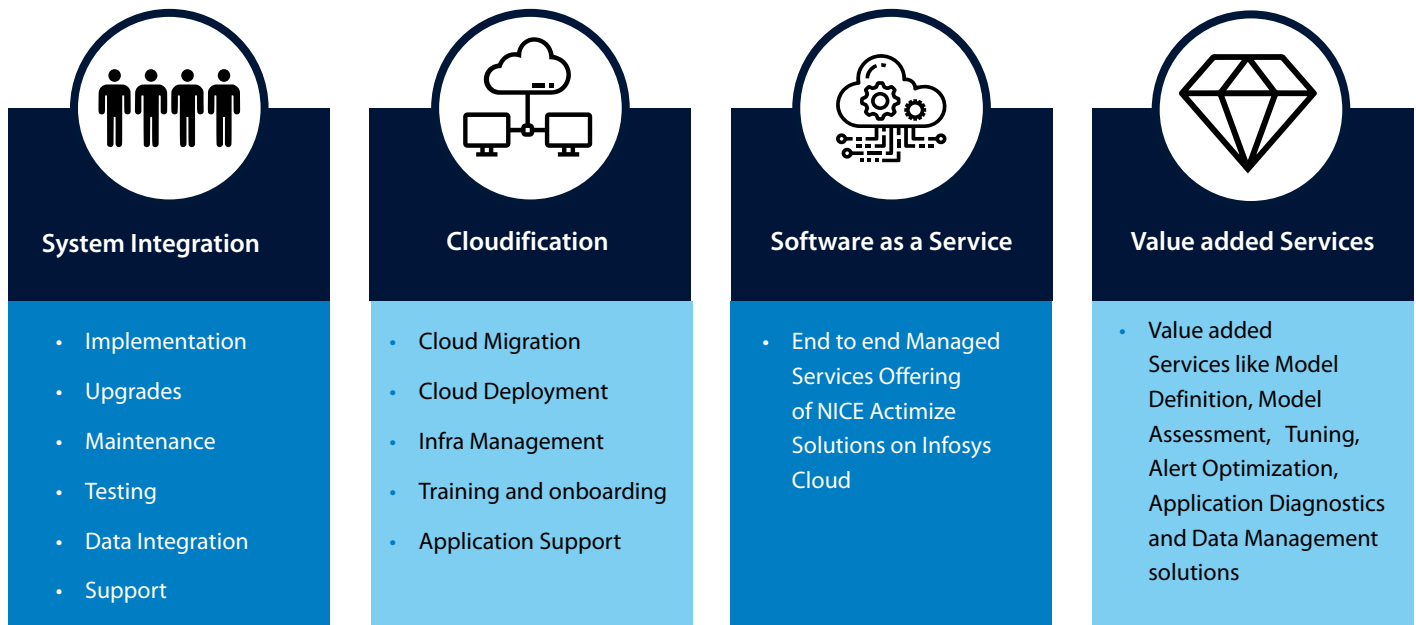 System Integration
• Implementation
• Upgrades
• Maintenance
• Testing
• Data Integration
• Support
Cloudification
• Cloud Migration
• Cloud Deployment
• Infra Management
• Training and onboarding
• Application Support
Software as a Service
• End to end Managed
Services Offering
of NICE Actimize
Solutions on Infosys
Cloud
Value added Services
• Value added
Services like Model
Definition, Model
Assessment, Tuning,
Alert Optimization,
Application Diagnostics
and Data Management
solutions